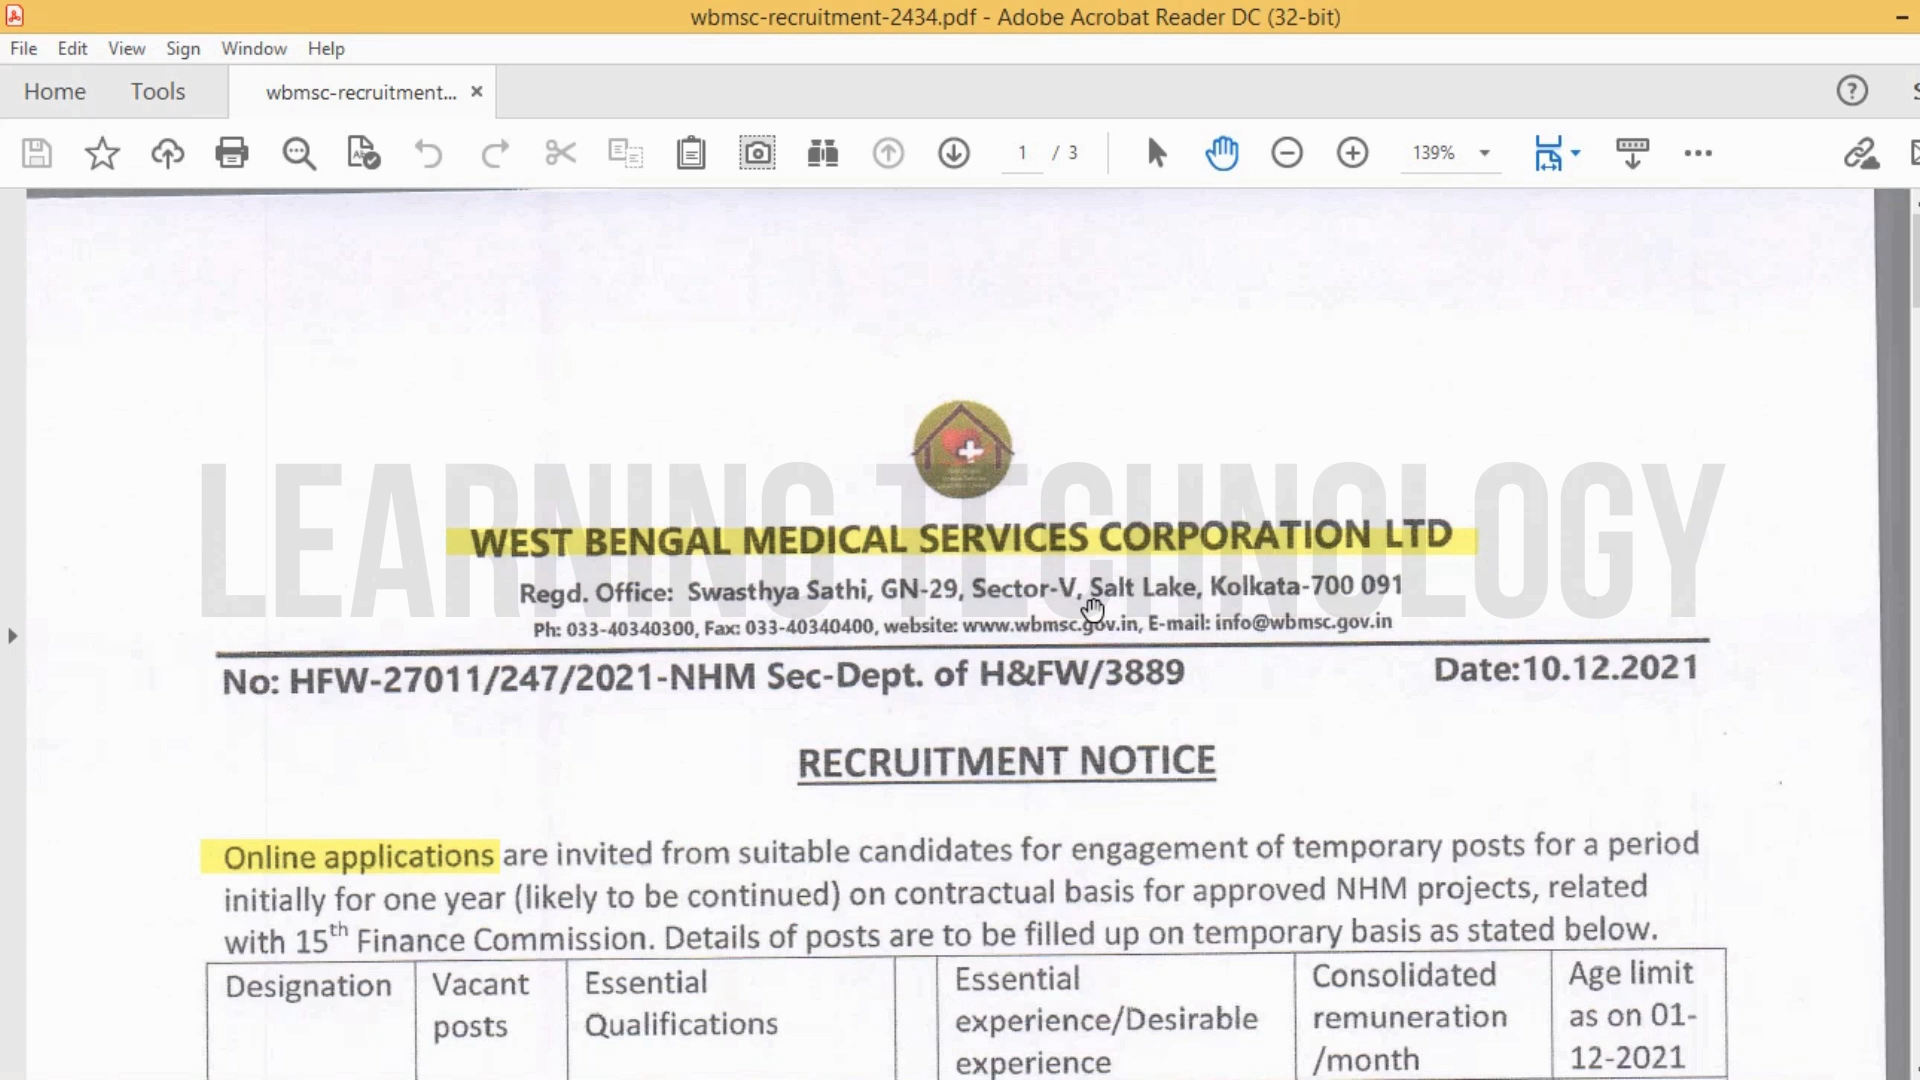 wbmsc-recruitment-2434.pdf - Adobe Acrobat Reader DC (32-bit)
File Edit View Sign Window Help
Home Tools wbmsc-recruitment... × ?
1 / 3 139%
LEARNING TECHNOLOGY
WEST BENGAL MEDICAL SERVICES CORPORATION LTD
Regd. Office: Swasthya Sathi, GN-29, Sector-V, Salt Lake, Kolkata-700 091
Ph: 033-40340300, Fax: 033-40340400, website: www.wbmsc.gov.in, E-mail: info@wbmsc.gov.in
No: HFW-27011/247/2021-NHM Sec-Dept. of H&FW/3889 Date:10.12.2021
RECRUITMENT NOTICE
Online applications are invited from suitable candidates for engagement of temporary posts for a period
initially for one year (likely to be continued) on contractual basis for approved NHM projects, related
with 15th Finance Commission. Details of posts are to be filled up on temporary basis as stated below.
Designation Vacant Essential Essential Consolidated Age limit
posts Qualifications experience/Desirable remuneration as on 01-
experience /month 12-2021